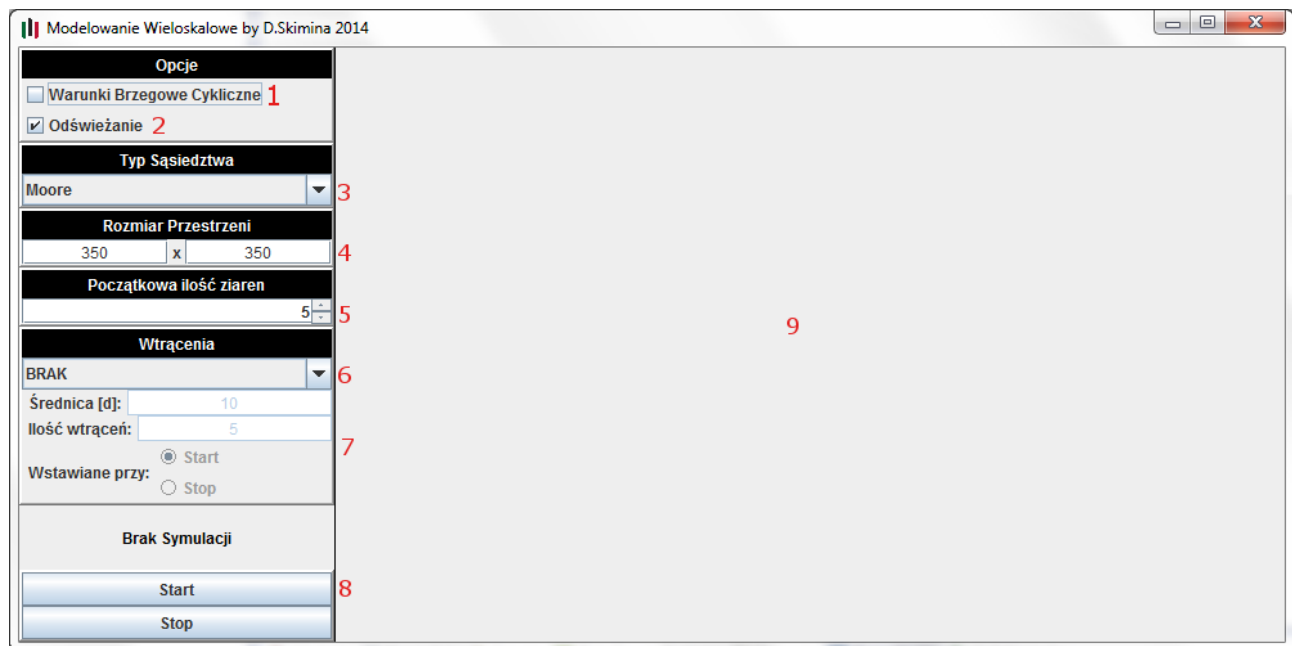 Modelowanie Wieloskalowe by D.Skimina 2014
Opcje
Warunki Brzegowe Cykliczne 1
Odświeżanie 2
Typ Sąsiedztwa
Moore 3
Rozmiar Przestrzeni
350 x 350 4
Początkowa ilość ziaren
5 5
9
Wtrącenia
BRAK 6
Średnica [d]: 10
Ilość wtrąceń: 5
7
Wstawiane przy: Start
Stop
Brak Symulacji
Start 8
Stop